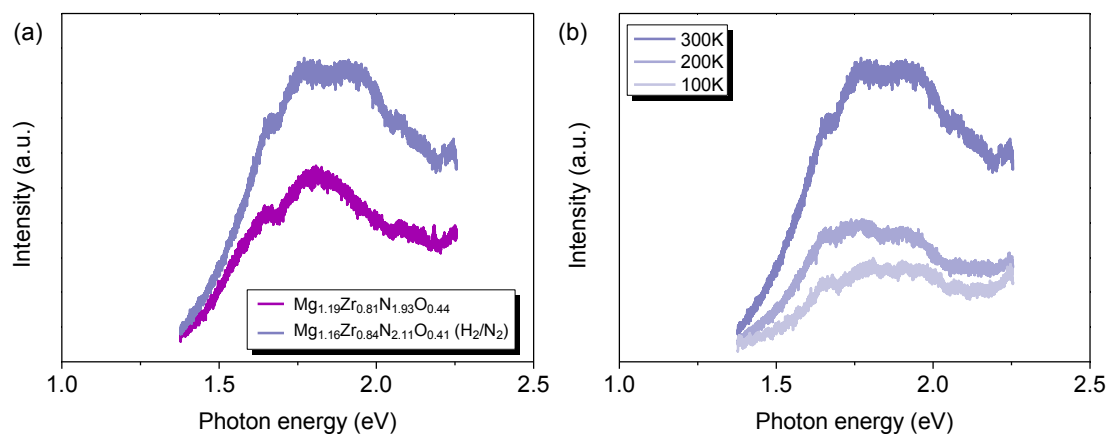 (a)
Intensity (a.u.)
Mg1.19Zr0.81N1.93O0.44
Mg1.16Zr0.84N2.11O0.41 (H2/N2)
1.0 1.5 2.0 2.5
Photon energy (eV)
(b)
300K
200K
100K
Intensity (a.u.)
1.0 1.5 2.0 2.5
Photon energy (eV)